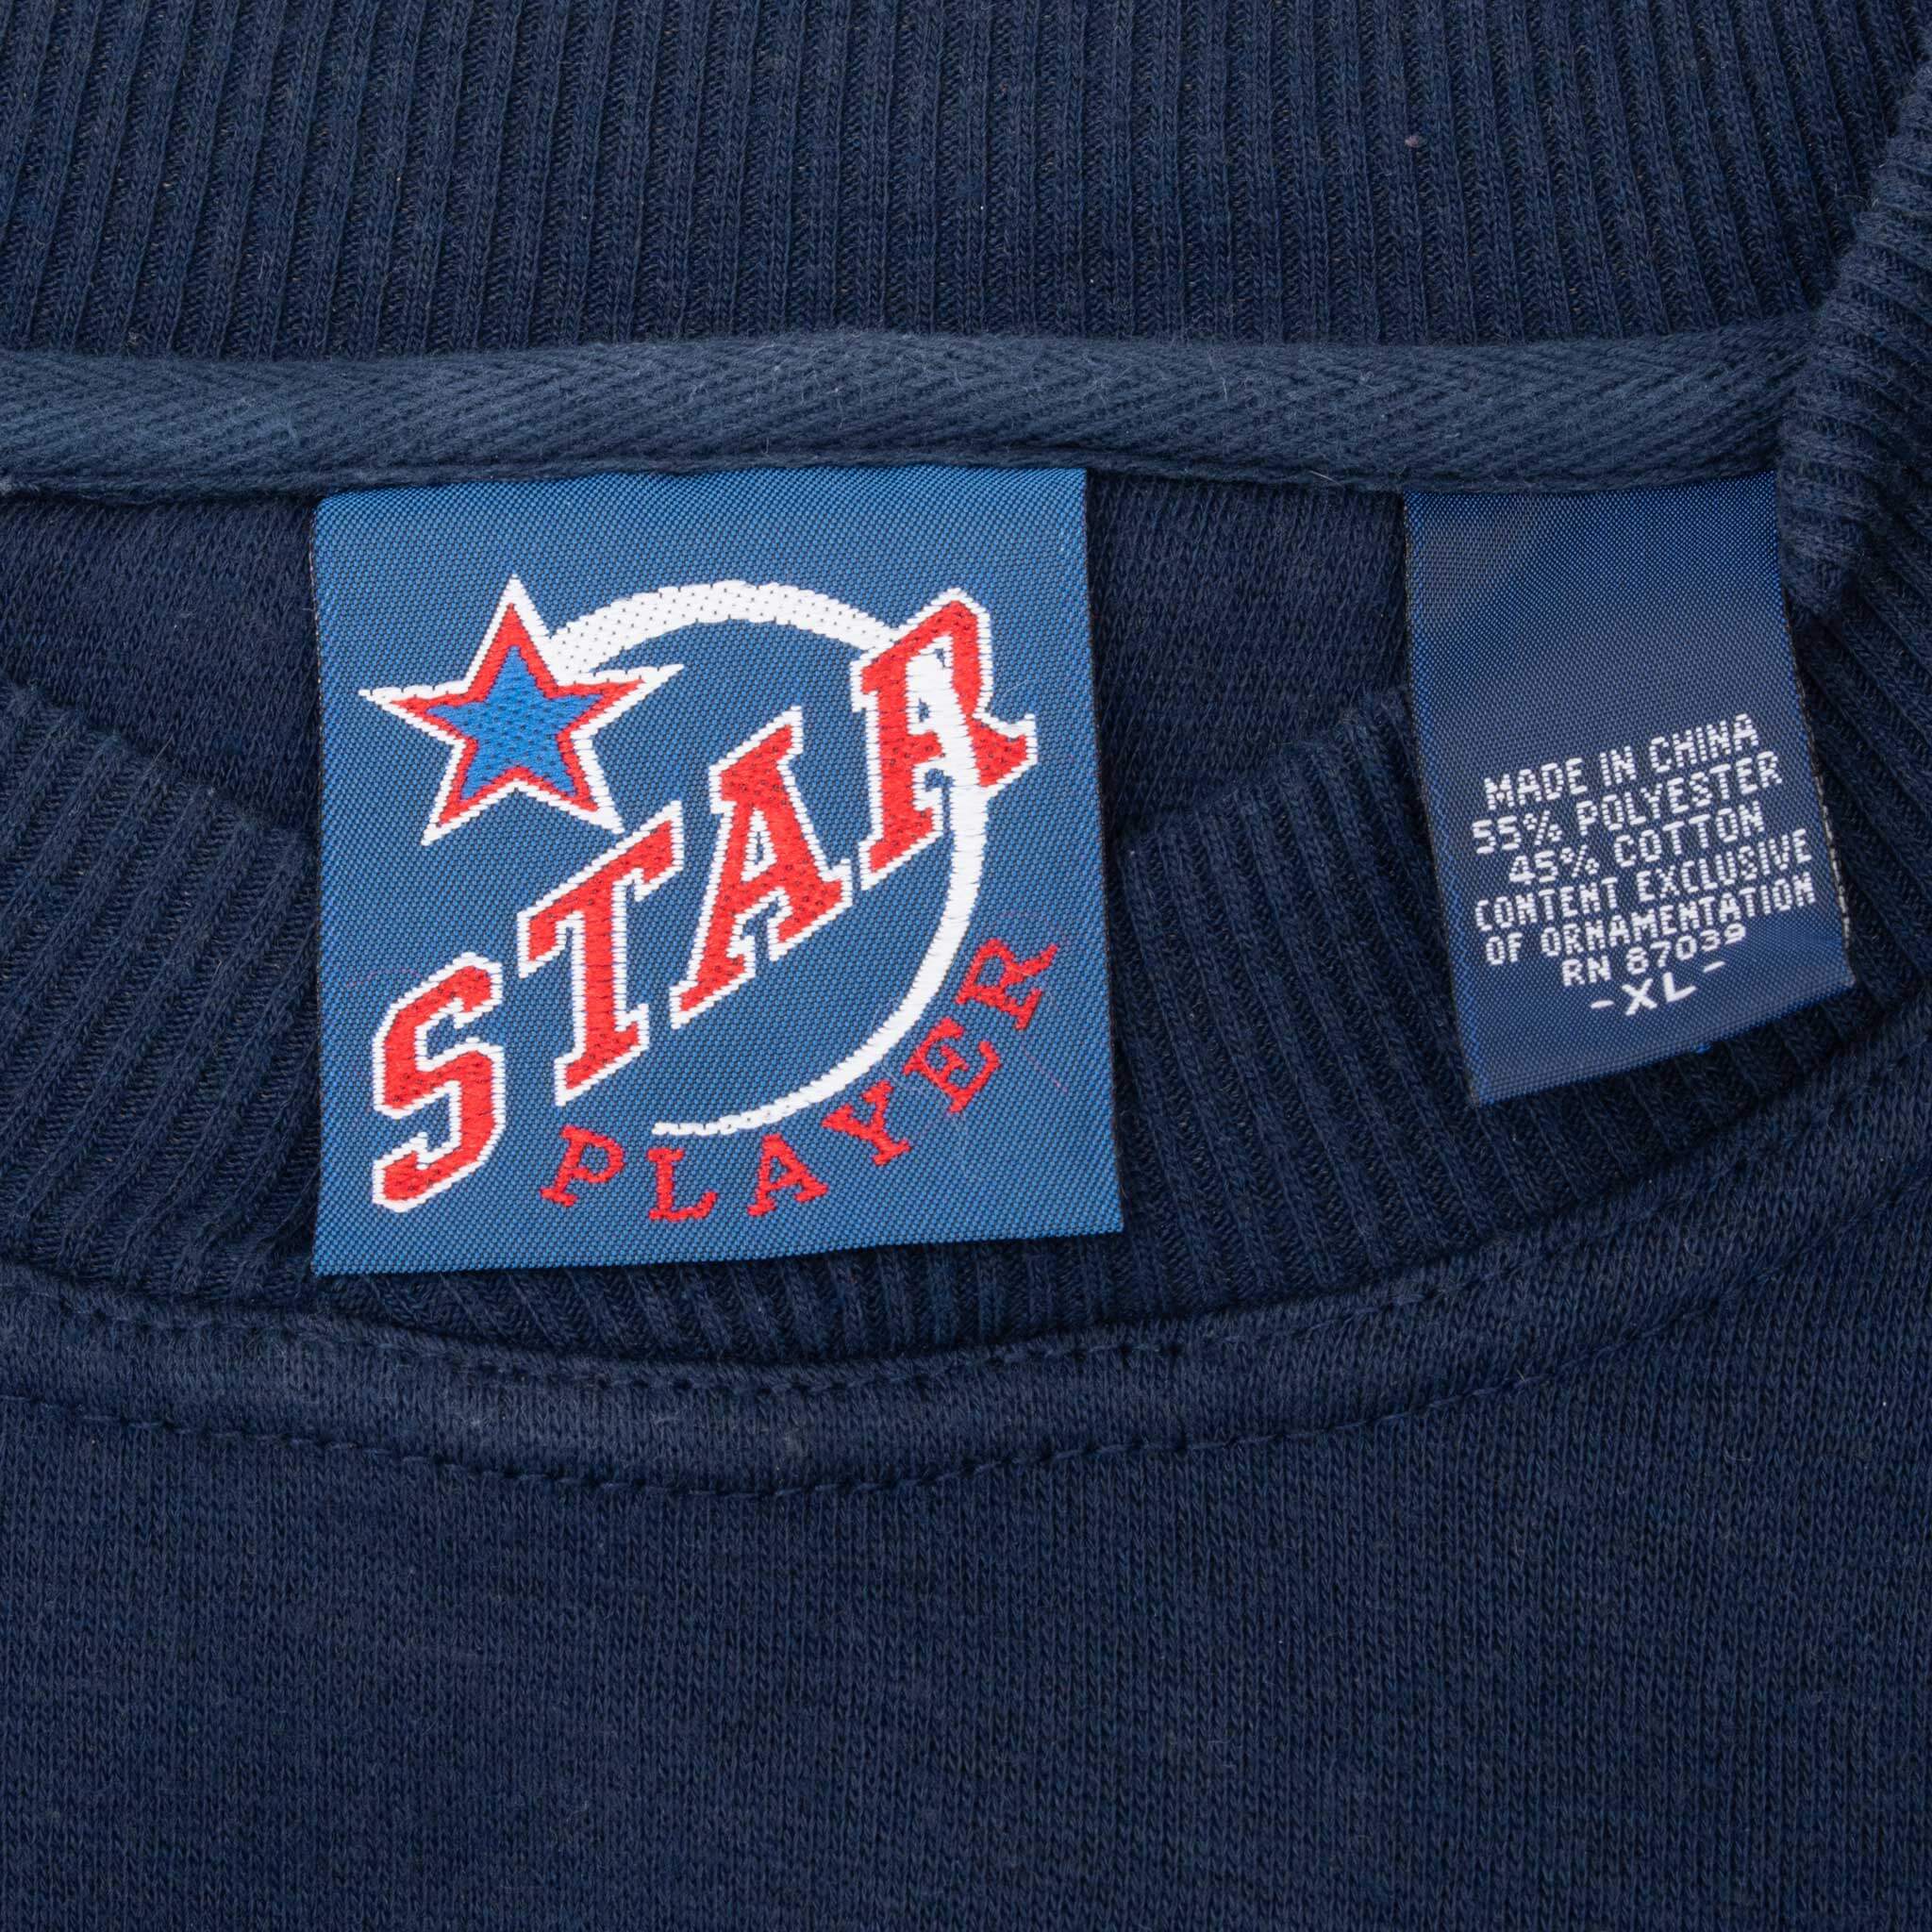 STAR
PLAYER
MADE IN CHINA
55% POLYESTER
45% COTTON
CONTENT EXCLUSIVE
OF ORNAMENTATION
RN 87039
-XL-